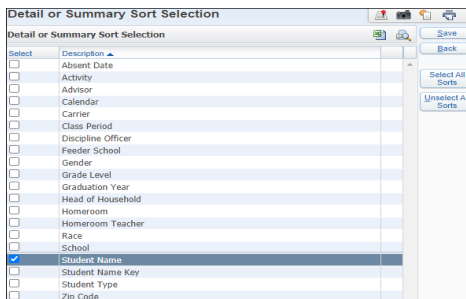 Detail or Summary Sort Selection
Detail or Summary Sort Selection
Save
Back
Select All
Sorts
Unselect A
Sorts
Select
Description
Absent Date
Activity
Advisor
Calendar
Carrier
Class Period
Discipline Officer
Feeder School
Gender
Grade Level
Graduation Year
Head of Household
Homeroom
Homeroom Teacher
Race
School
Student Name
Student Name Key
Student Type
Zip Code